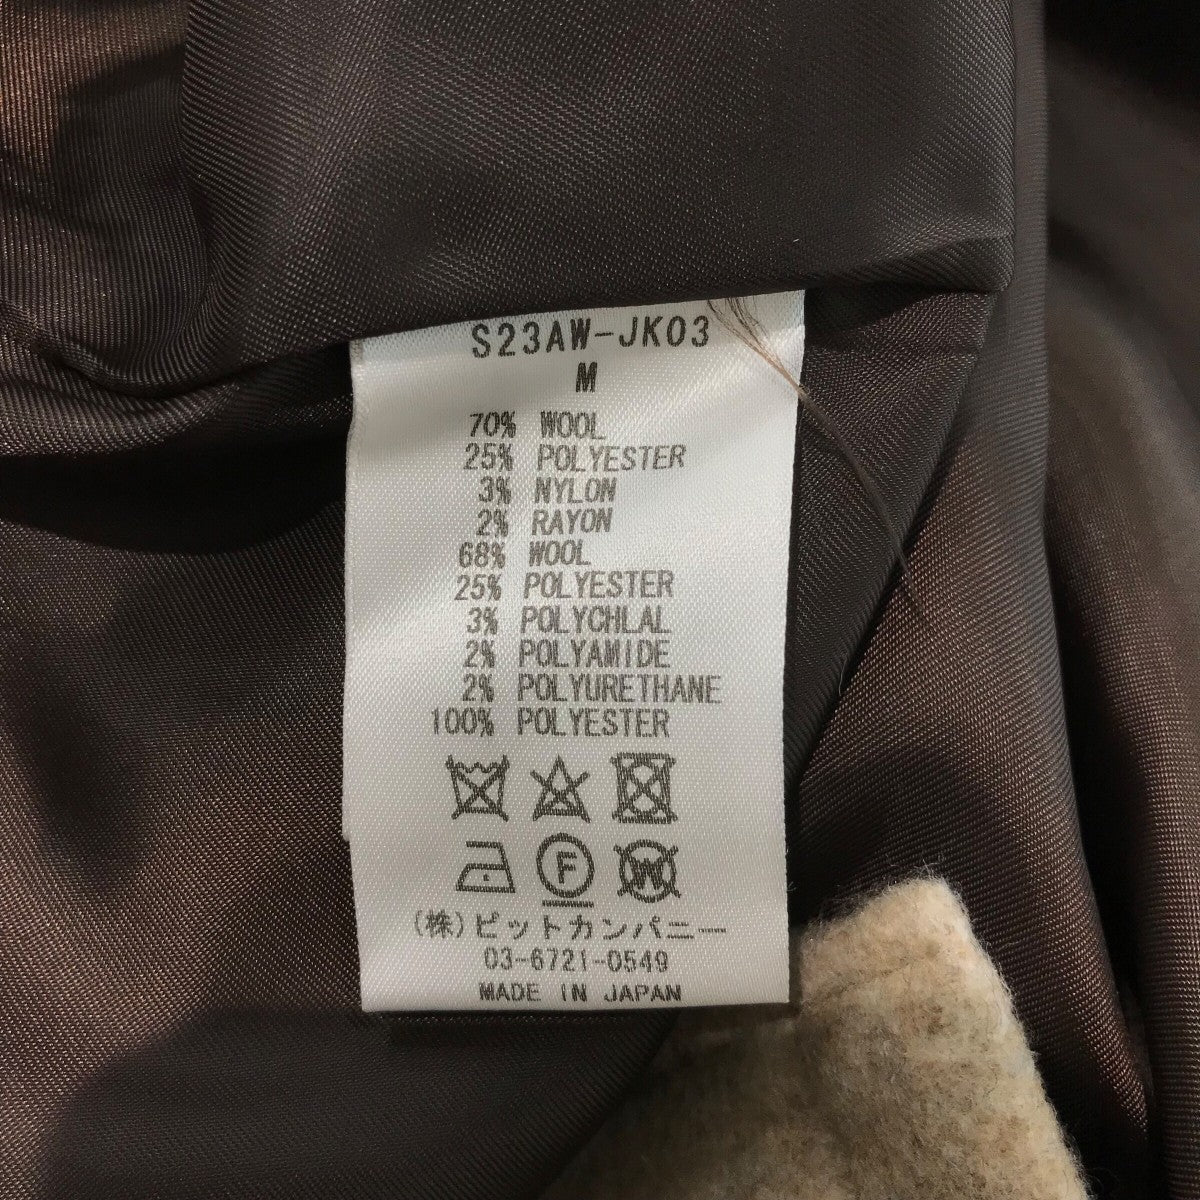 S23AW-JK03
M
70% WOOL
25% POLYESTER
3% NYLON
2% RAYON
68% WOOL
25% POLYESTER
3% POLYCHLAL
2% POLYAMIDE
2% POLYURETHANE
100% POLYESTER
F W
(株)ピットカンパニー
03-6721-0549
MADE IN JAPAN